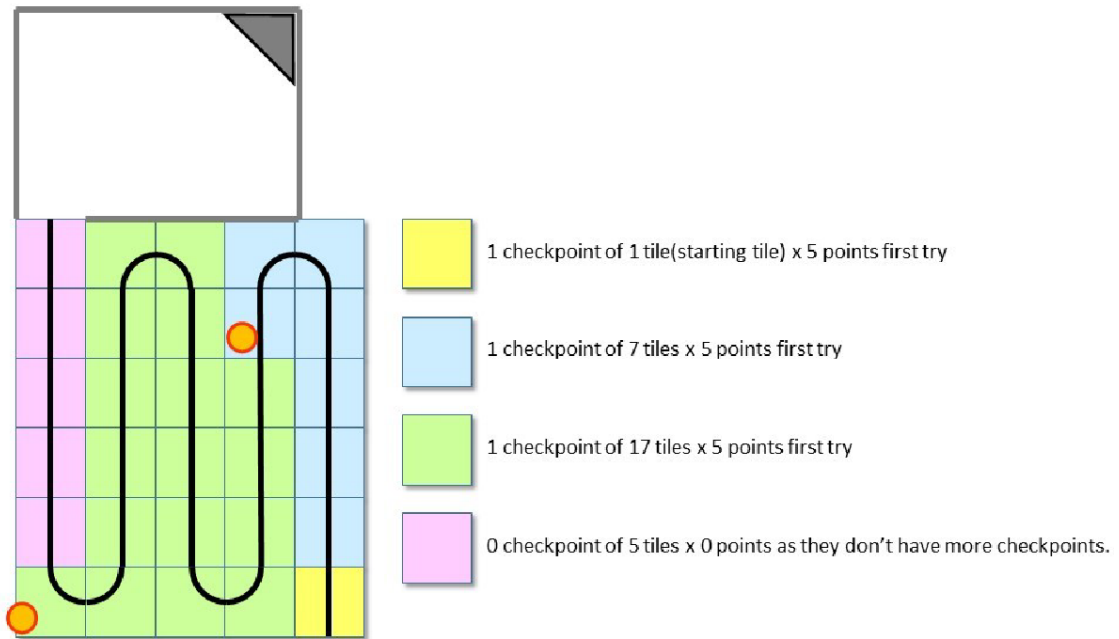 1 checkpoint of 1 tile(starting tile) x 5 points first try
1 checkpoint of 7 tiles x 5 points first try
1 checkpoint of 17 tiles x 5 points first try
0 checkpoint of 5 tiles x 0 points as they don't have more checkpoints.